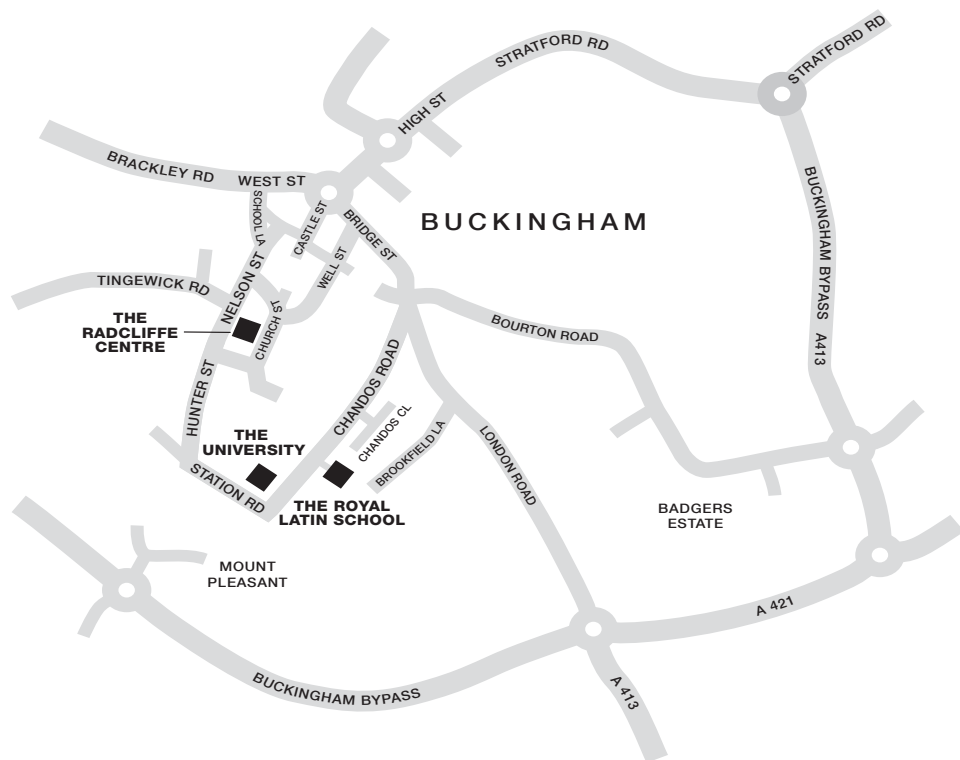 STRATFORD RD
STRATFORD RD
HIGH ST
BRACKLEY RD
WEST ST
SCHOOL LA
CASTLE ST
BRIDGE ST
WELL ST
BUCKINGHAM
BUCKINGHAM BYPASS A413
TINGEWICK RD
NELSON ST
CHURCH ST
THE
RADCLIFFE
CENTRE
BOURTON ROAD
HUNTER ST
CHANDOS ROAD
CHANDOS CL
BROOKFIELD LA
LONDON ROAD
THE
UNIVERSITY
STATION RD
THE ROYAL
LATIN SCHOOL
BADGERS
ESTATE
MOUNT
PLEASANT
A 421
BUCKINGHAM BYPASS
A 413